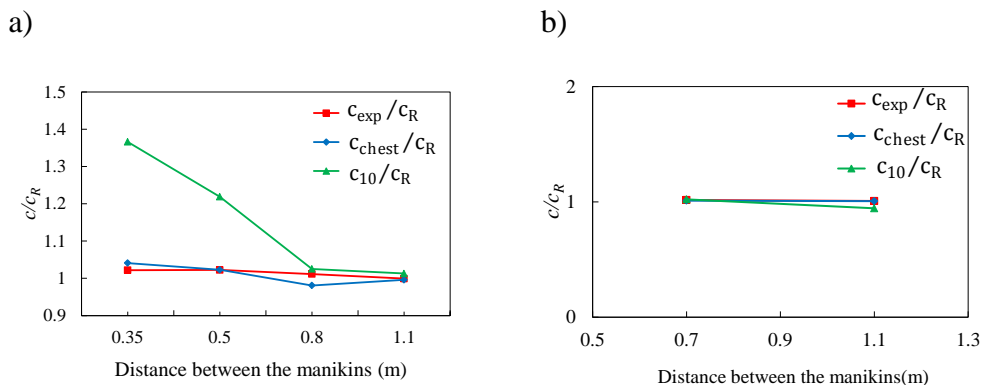 a)
1.5
1.4
1.3
1.2
1.1
1
0.9
c/c_R
c_exp/c_R
c_chest/c_R
c_10/c_R
0.35 0.5 0.8 1.1
Distance between the manikins (m)
b)
2
1
0
c/c_R
c_exp/c_R
c_chest/c_R
c_10/c_R
0.5 0.7 0.9 1.1 1.3
Distance between the manikins(m)